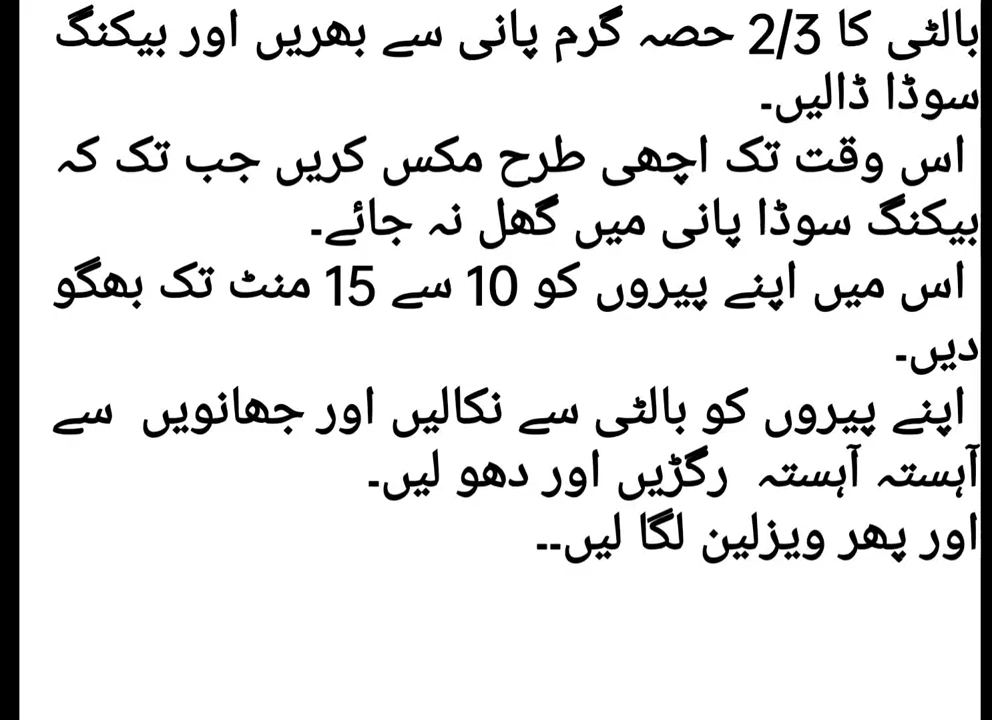 بالٹی کا 2/3 حصہ گرم پانی سے بھریں اور بیکنگ
سوڈا ڈالیں۔
اس وقت تک اچھی طرح مکس کریں جب تک کہ
بیکنگ سوڈا پانی میں گھل نہ جائے۔
اس میں اپنے پیروں کو 10 سے 15 منٹ تک بھگو
دیں۔
اپنے پیروں کو بالٹی سے نکالیں اور جھانویں سے
آہستہ آہستہ رگڑیں اور دھو لیں۔
اور پھر ویزلین لگا لیں۔۔